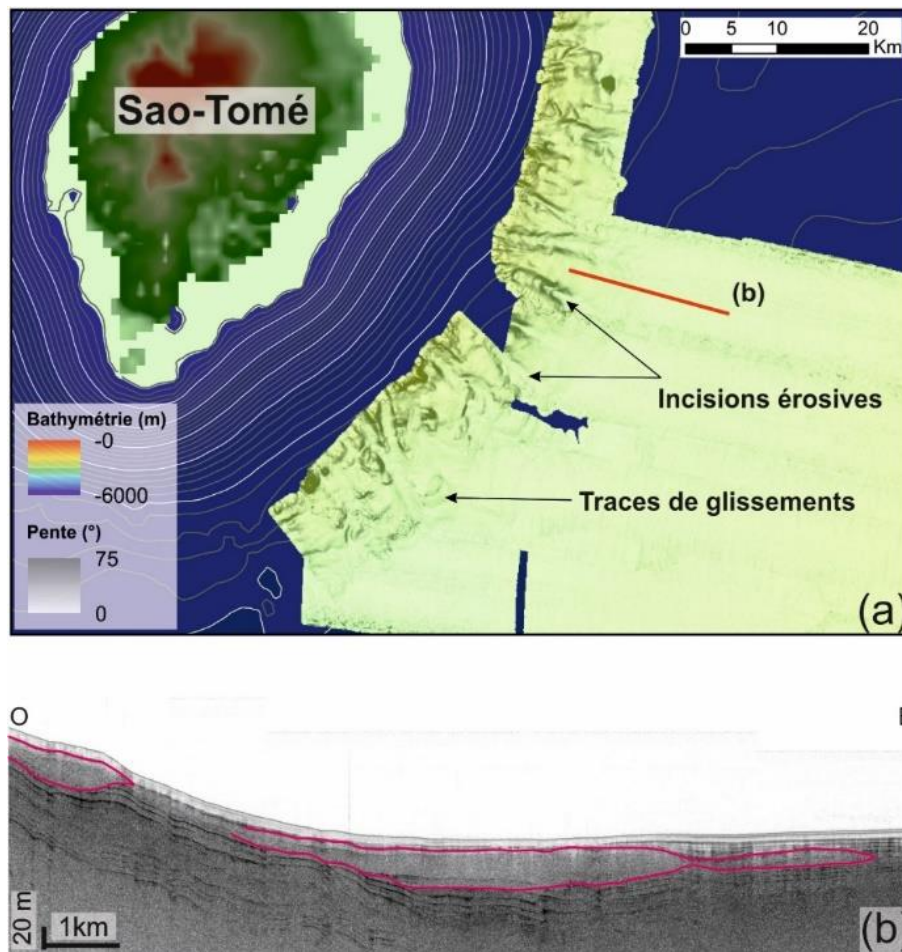 0 5 10 20
Km
Sao-Tomé
(b)
Incisions érosives
Bathymétrie (m)
-0
-6000
Traces de glissements
Pente (°)
75
0
(a)
O
20 m
1km
(b)